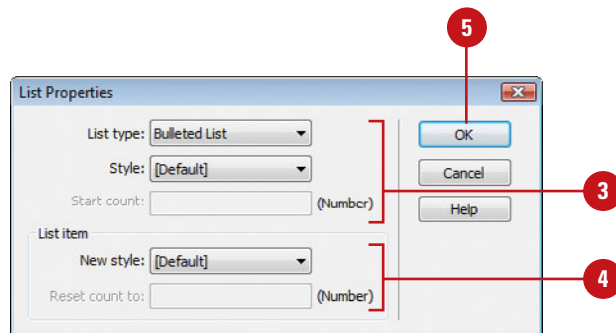 5
List Properties
List type: Bulleted List
OK
Style: [Default]
Cancel
Start count: (Number)
3
Help
List item
New style: [Default]
4
Reset count to: (Number)